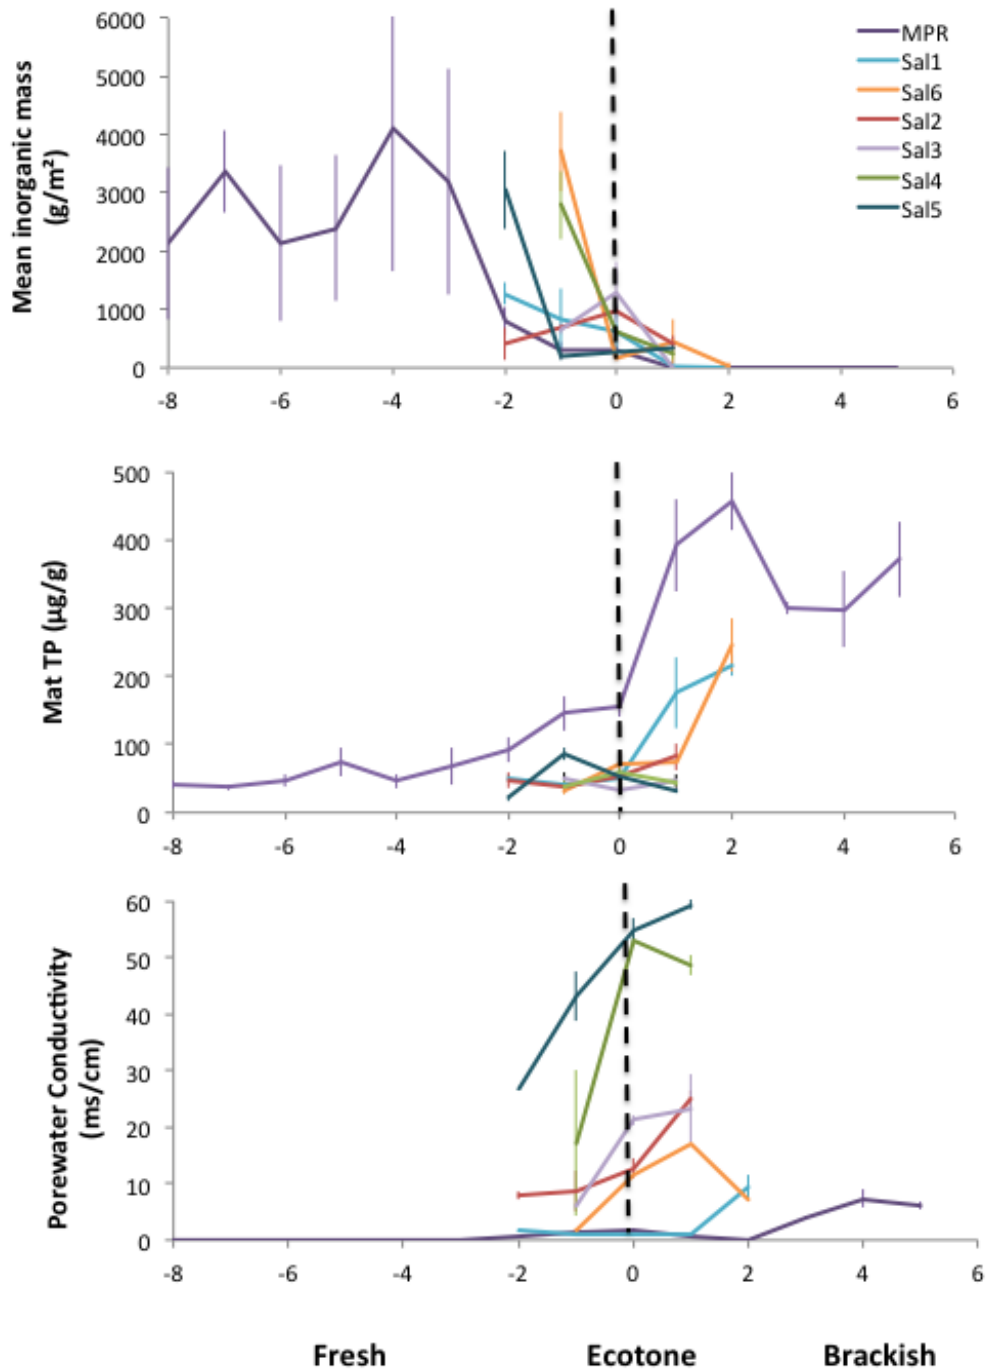 Mean inorganic mass
(g/m²)
6000
5000
4000
3000
2000
1000
0
-8 -6 -4 -2 0 2 4 6
MPR
Sal1
Sal6
Sal2
Sal3
Sal4
Sal5
Mat TP (µg/g)
500
400
300
200
100
0
-8 -6 -4 -2 0 2 4 6
Porewater Conductivity
(ms/cm)
60
50
40
30
20
10
0
-8 -6 -4 -2 0 2 4 6
Fresh Ecotone Brackish